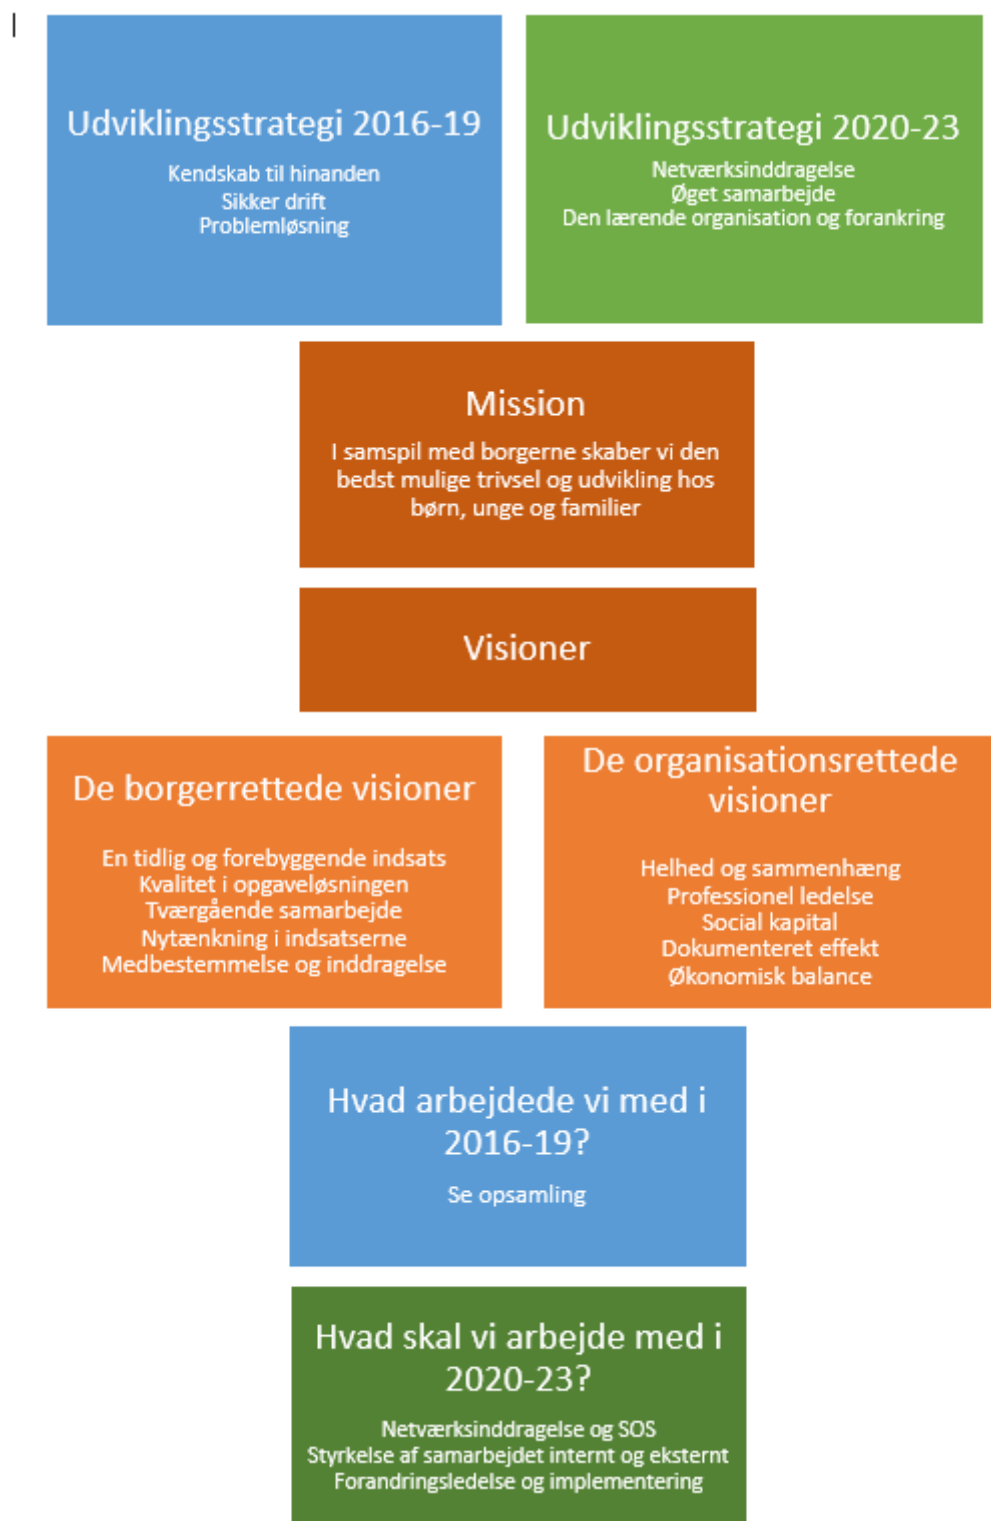 Udviklingsstrategi 2016-19
Kendskab til hinanden
Sikker drift
Problemløsning
Udviklingsstrategi 2020-23
Netværksinddragelse
Øget samarbejde
Den lærende organisation og forankring
Mission
I samspil med borgerne skaber vi den
bedst mulige trivsel og udvikling hos
børn, unge og familier
Visioner
De borgerrettede visioner
En tidlig og forebyggende indsats
Kvalitet i opgaveløsningen
Tværgående samarbejde
Nytænkning i indsatserne
Medbestemmelse og inddragelse
De organisationsrettede
visioner
Helhed og sammenhæng
Professionel ledelse
Social kapital
Dokumenteret effekt
Økonomisk balance
Hvad arbejdede vi med i
2016-19?
Se opsamling
Hvad skal vi arbejde med i
2020-23?
Netværksinddragelse og SOS
Styrkelse af samarbejdet internt og eksternt
Forandringsledelse og implementering